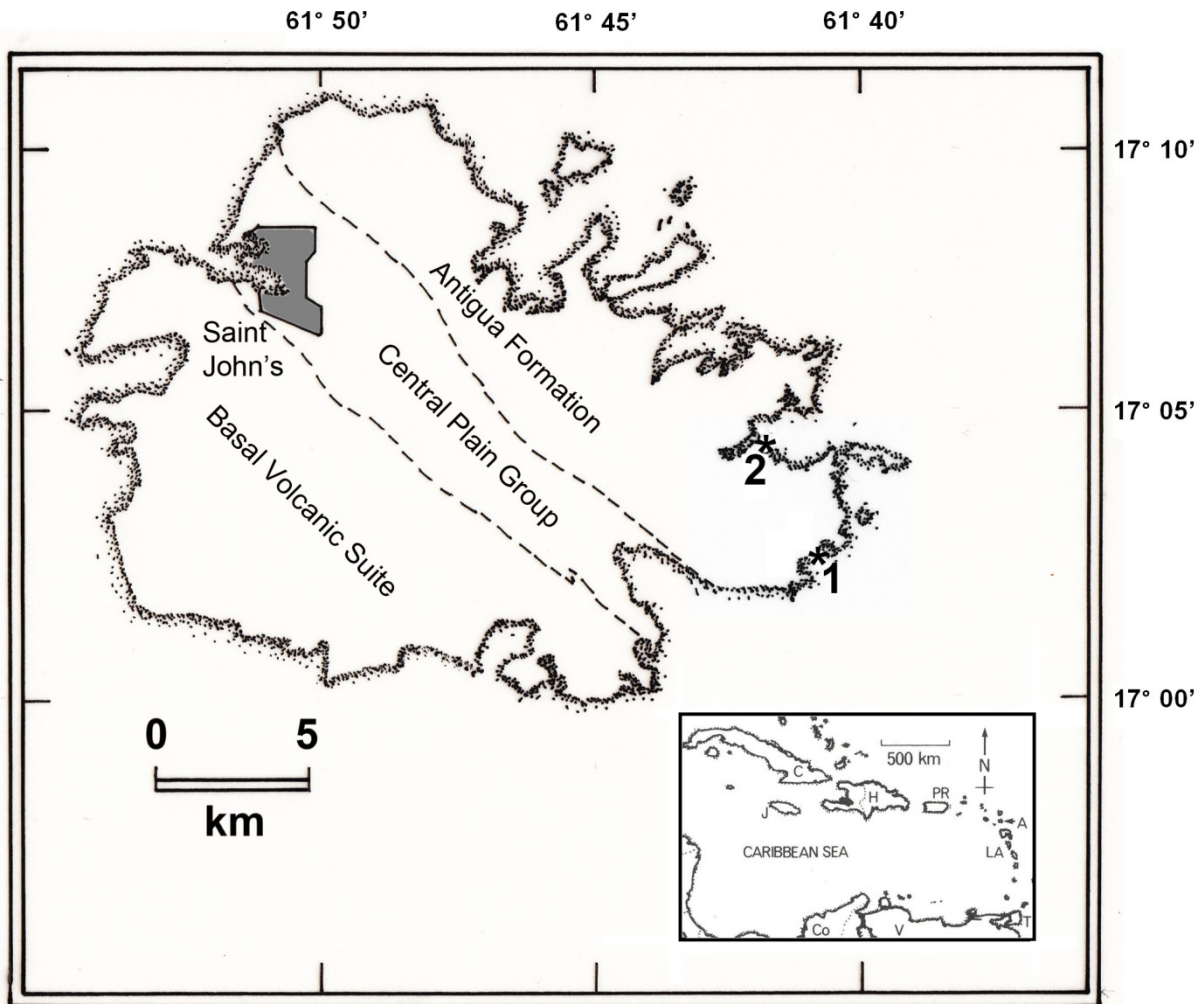 61° 50’ 61° 45’ 61° 40’
17° 10’
Antigua Formation
Saint
John’s
Central Plain Group
17° 05’
Basal Volcanic Suite
2
1
17° 00’
0 5
km
500 km
N
C
H
PR
J
A
CARIBBEAN SEA
LA
Co
V
T